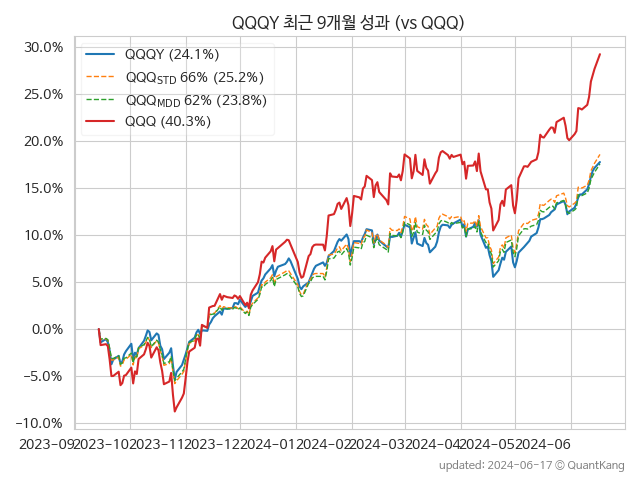 QQQY 최근 9개월 성과 (vs QQQ)
QQQY (24.1%)
QQQSTD 66% (25.2%)
QQQMDD 62% (23.8%)
QQQ (40.3%)
30.0%
25.0%
20.0%
15.0%
10.0%
5.0%
0.0%
-5.0%
-10.0%
2023-09 2023-10 2023-11 2023-12 2024-01 2024-02 2024-03 2024-04 2024-05 2024-06
updated: 2024-06-17 © QuantKang